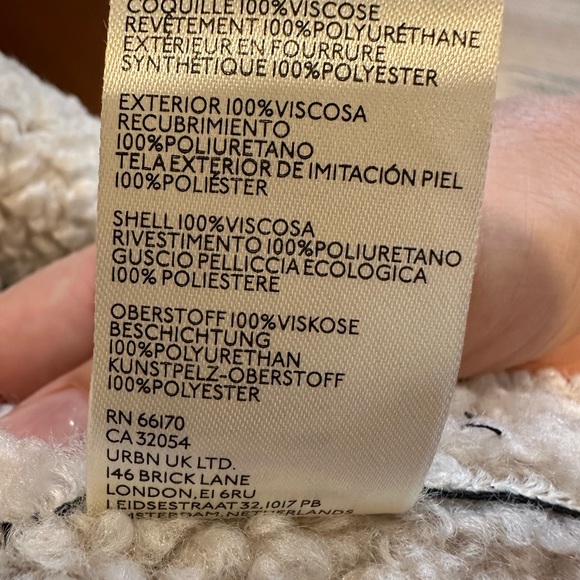 COQUILLE 100%VISCOSE
REVÊTEMENT 100%POLYURÉTHANE
EXTÉRIEUR EN FOURRURE
SYNTHÉTIQUE 100%POLYESTER
EXTERIOR 100%VISCOSA
RECUBRIMIENTO
100%POLIURETANO
TELA EXTERIOR DE IMITACIÓN PIEL
100%POLIÉSTER
SHELL 100%VISCOSA
RIVESTIMENTO 100%POLIURETANO
GUSCIO PELLICCIA ECOLOGICA
100% POLIESTERE
OBERSTOFF 100%VISKOSE
BESCHICHTUNG
100%POLYURETHAN
KUNSTPELZ-OBERSTOFF
100%POLYESTER
RN 66170
CA 32054
URBN UK LTD.
146 BRICK LANE
LONDON, E1 6RU
LEIDSESTRAAT 32, 1017 PB
AMSTERDAM, NETHERLANDS